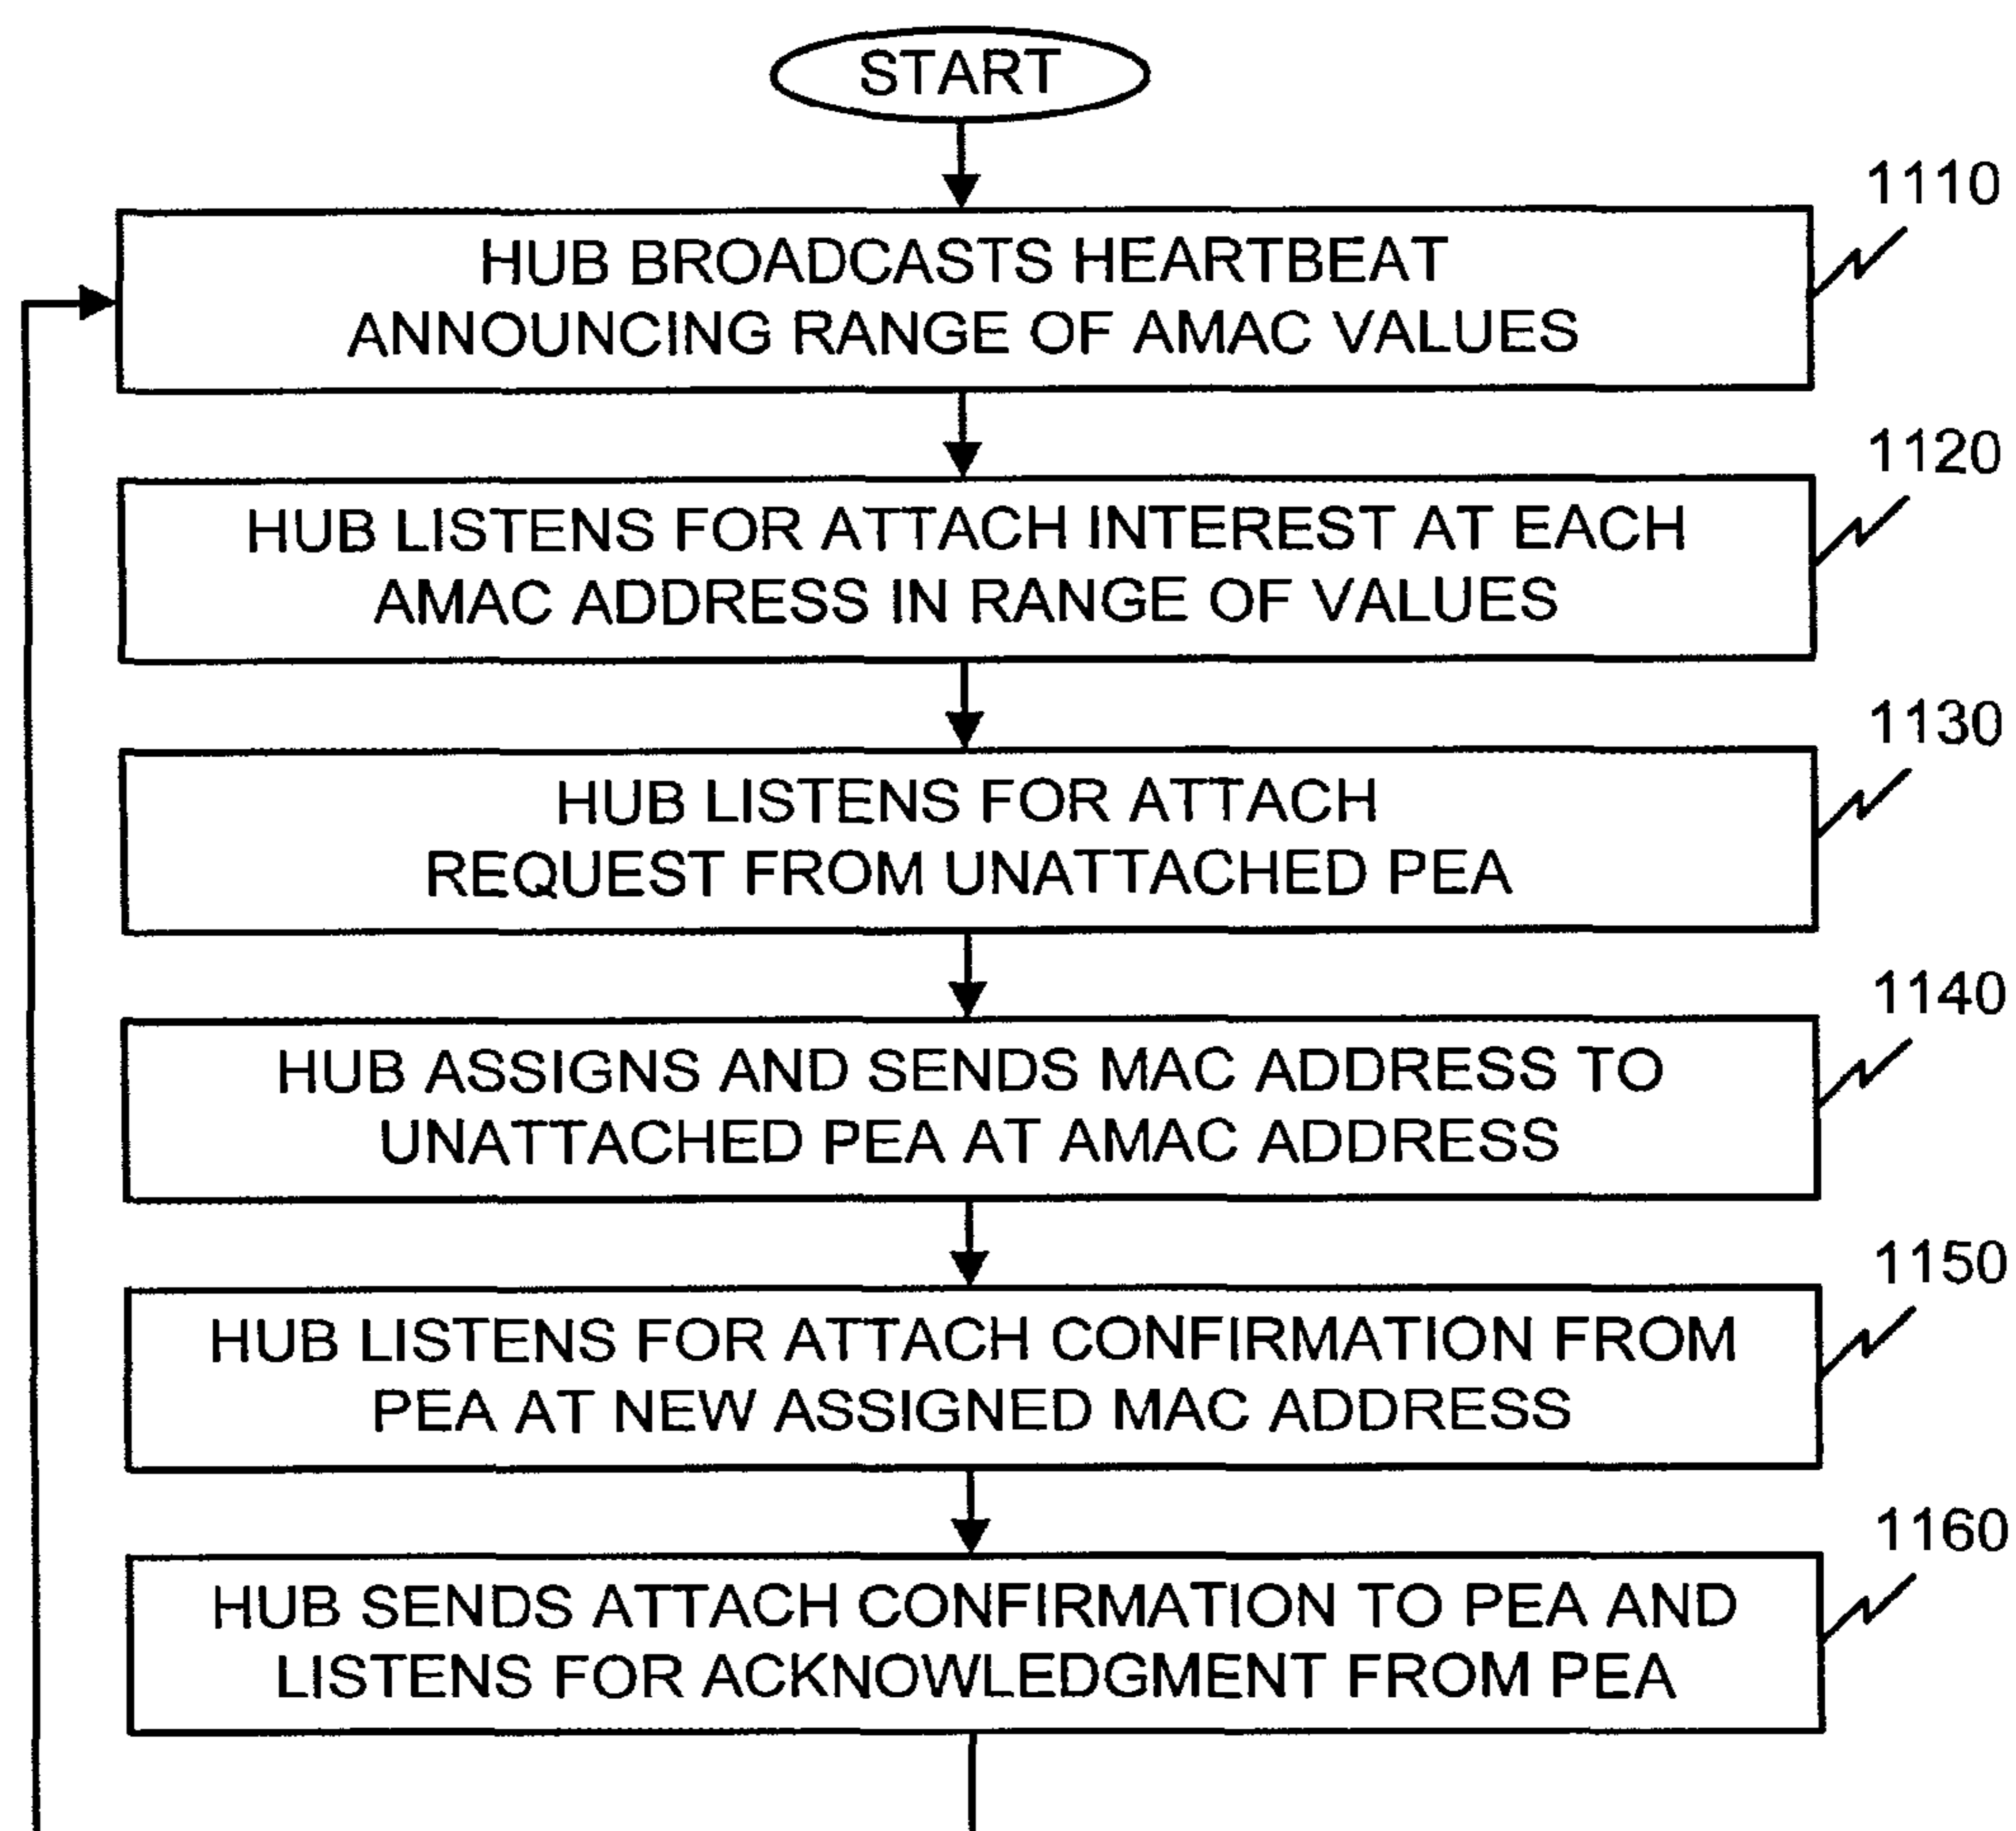 START
1110
HUB BROADCASTS HEARTBEAT
ANNOUNCING RANGE OF AMAC VALUES
1120
HUB LISTENS FOR ATTACH INTEREST AT EACH
AMAC ADDRESS IN RANGE OF VALUES
1130
HUB LISTENS FOR ATTACH
REQUEST FROM UNATTACHED PEA
1140
HUB ASSIGNS AND SENDS MAC ADDRESS TO
UNATTACHED PEA AT AMAC ADDRESS
1150
HUB LISTENS FOR ATTACH CONFIRMATION FROM
PEA AT NEW ASSIGNED MAC ADDRESS
1160
HUB SENDS ATTACH CONFIRMATION TO PEA AND
LISTENS FOR ACKNOWLEDGMENT FROM PEA